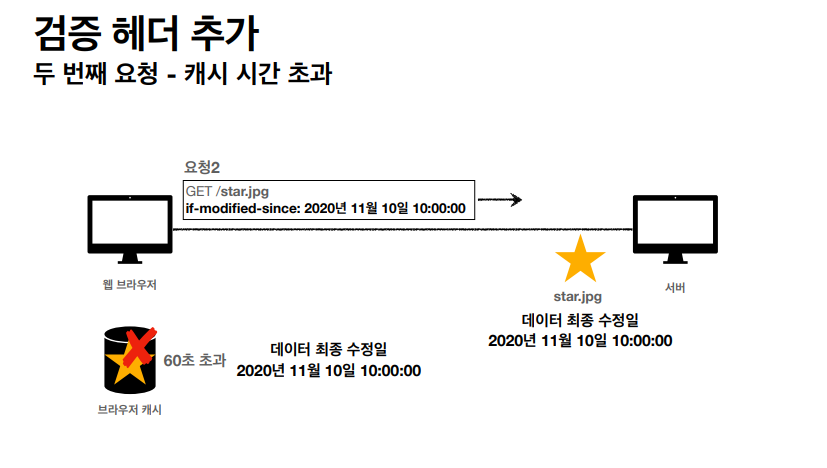 검증 헤더 추가
두 번째 요청 - 캐시 시간 초과
요청2
GET /star.jpg
if-modified-since: 2020년 11월 10일 10:00:00
웹 브라우저
star.jpg
서버
데이터 최종 수정일
2020년 11월 10일 10:00:00
60초 초과
데이터 최종 수정일
2020년 11월 10일 10:00:00
브라우저 캐시